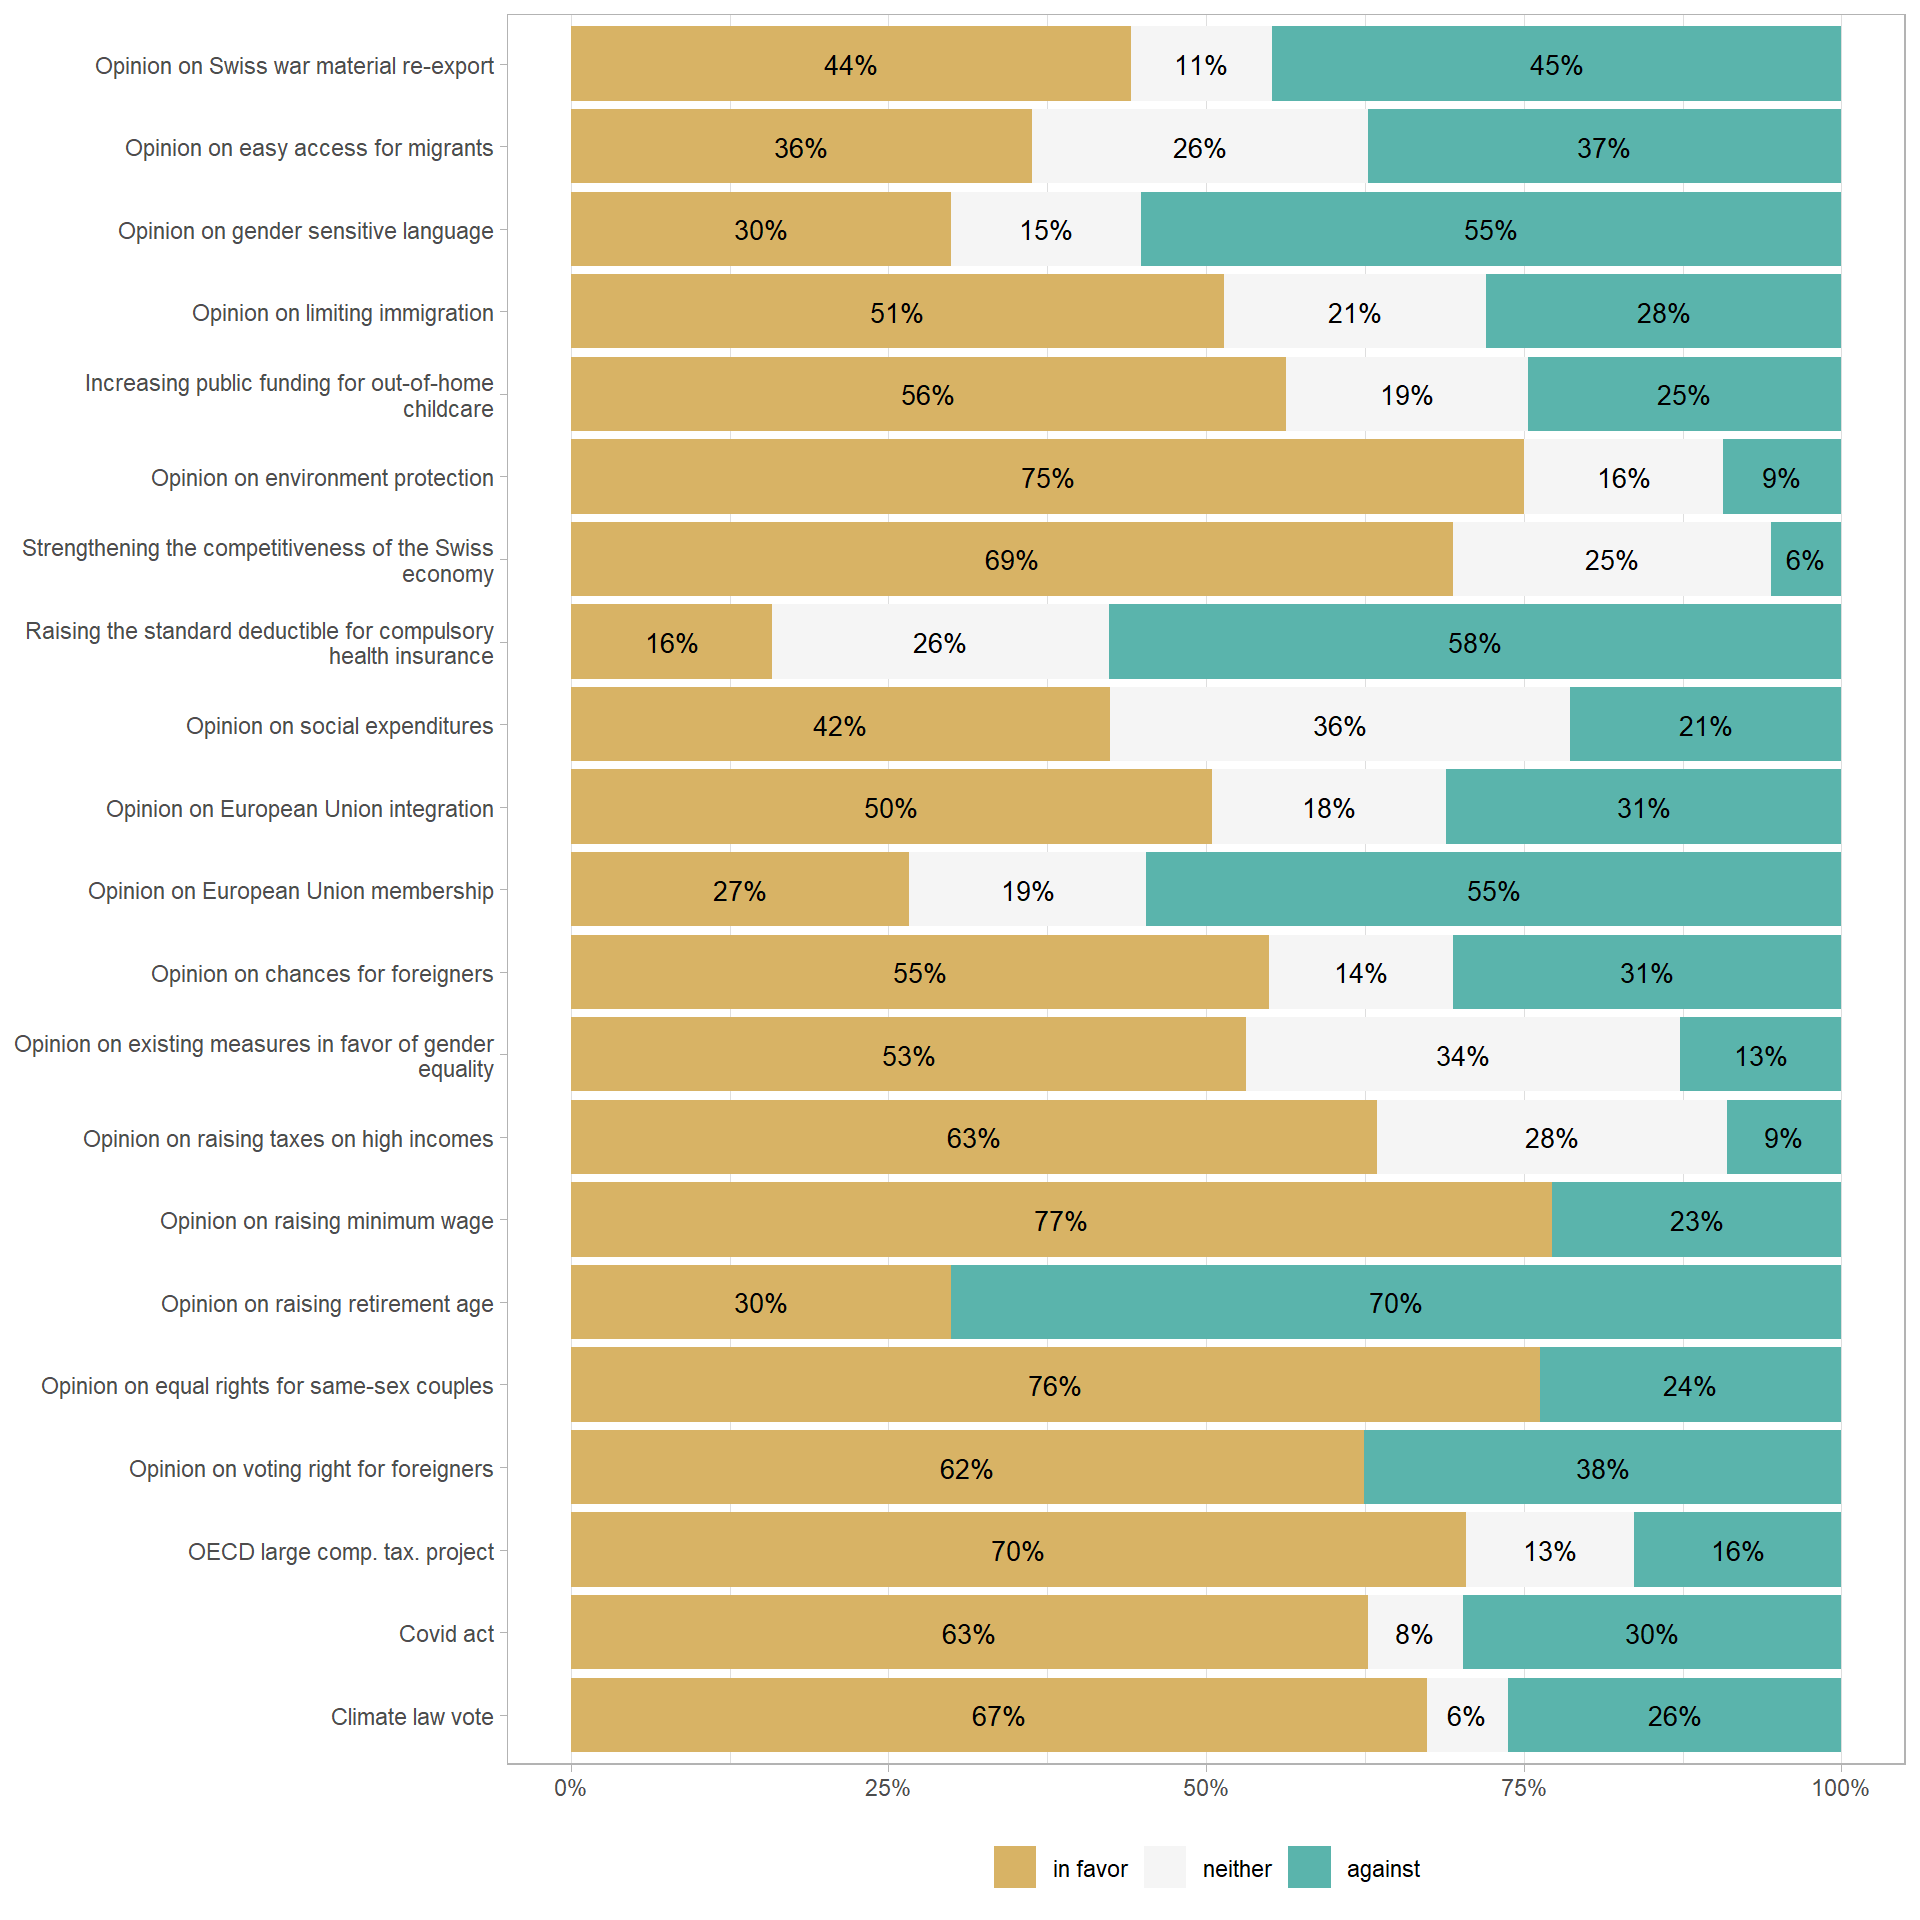 Opinion on Swiss war material re-export
44% 11% 45%
Opinion on easy access for migrants
36% 26% 37%
Opinion on gender sensitive language
30% 15% 55%
Opinion on limiting immigration
51% 21% 28%
Increasing public funding for out-of-home
childcare
56% 19% 25%
Opinion on environment protection
75% 16% 9%
Strengthening the competitiveness of the Swiss
economy
69% 25% 6%
Raising the standard deductible for compulsory
health insurance
16% 26% 58%
Opinion on social expenditures
42% 36% 21%
Opinion on European Union integration
50% 18% 31%
Opinion on European Union membership
27% 19% 55%
Opinion on chances for foreigners
55% 14% 31%
Opinion on existing measures in favor of gender
equality
53% 34% 13%
Opinion on raising taxes on high incomes
63% 28% 9%
Opinion on raising minimum wage
77% 23%
Opinion on raising retirement age
30% 70%
Opinion on equal rights for same-sex couples
76% 24%
Opinion on voting right for foreigners
62% 38%
OECD large comp. tax. project
70% 13% 16%
Covid act
63% 8% 30%
Climate law vote
67% 6% 26%
0% 25% 50% 75% 100%
in favor neither against